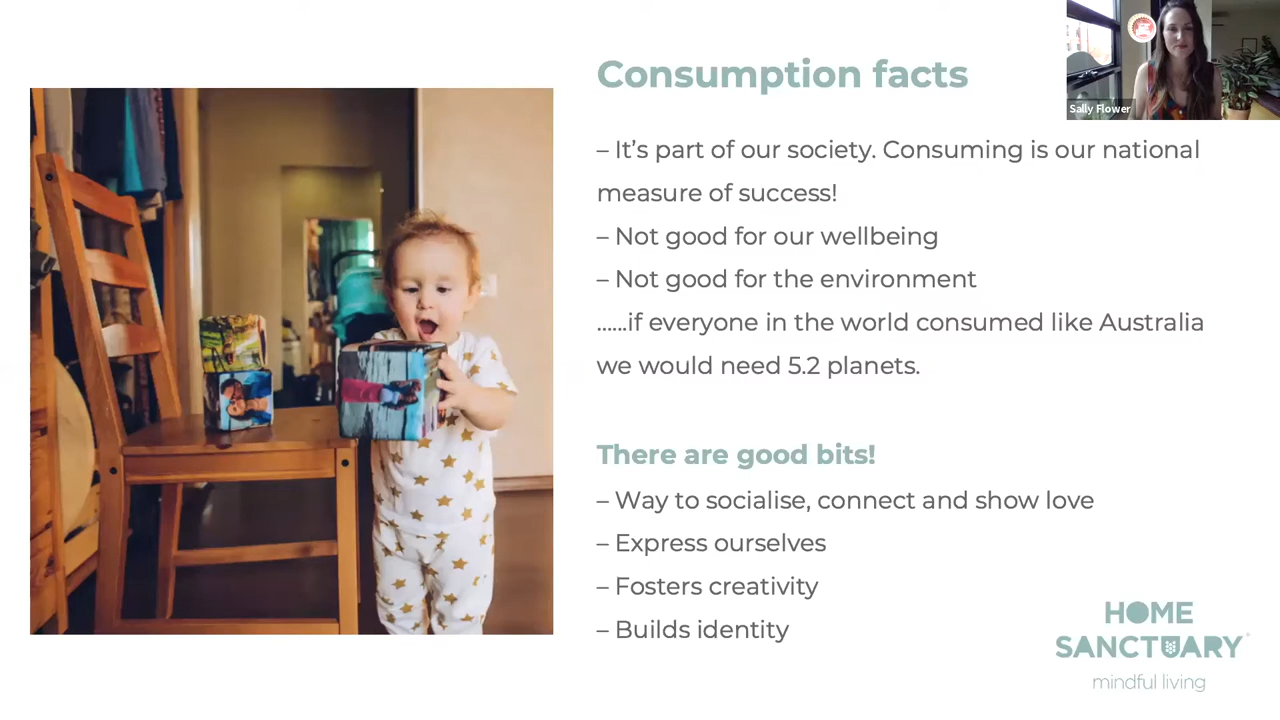 Consumption facts
Sally Flower
– It’s part of our society. Consuming is our national
measure of success!
– Not good for our wellbeing
– Not good for the environment
......if everyone in the world consumed like Australia
we would need 5.2 planets.
There are good bits!
– Way to socialise, connect and show love
– Express ourselves
– Fosters creativity
– Builds identity
HOME
SANCTUARY
mindful living